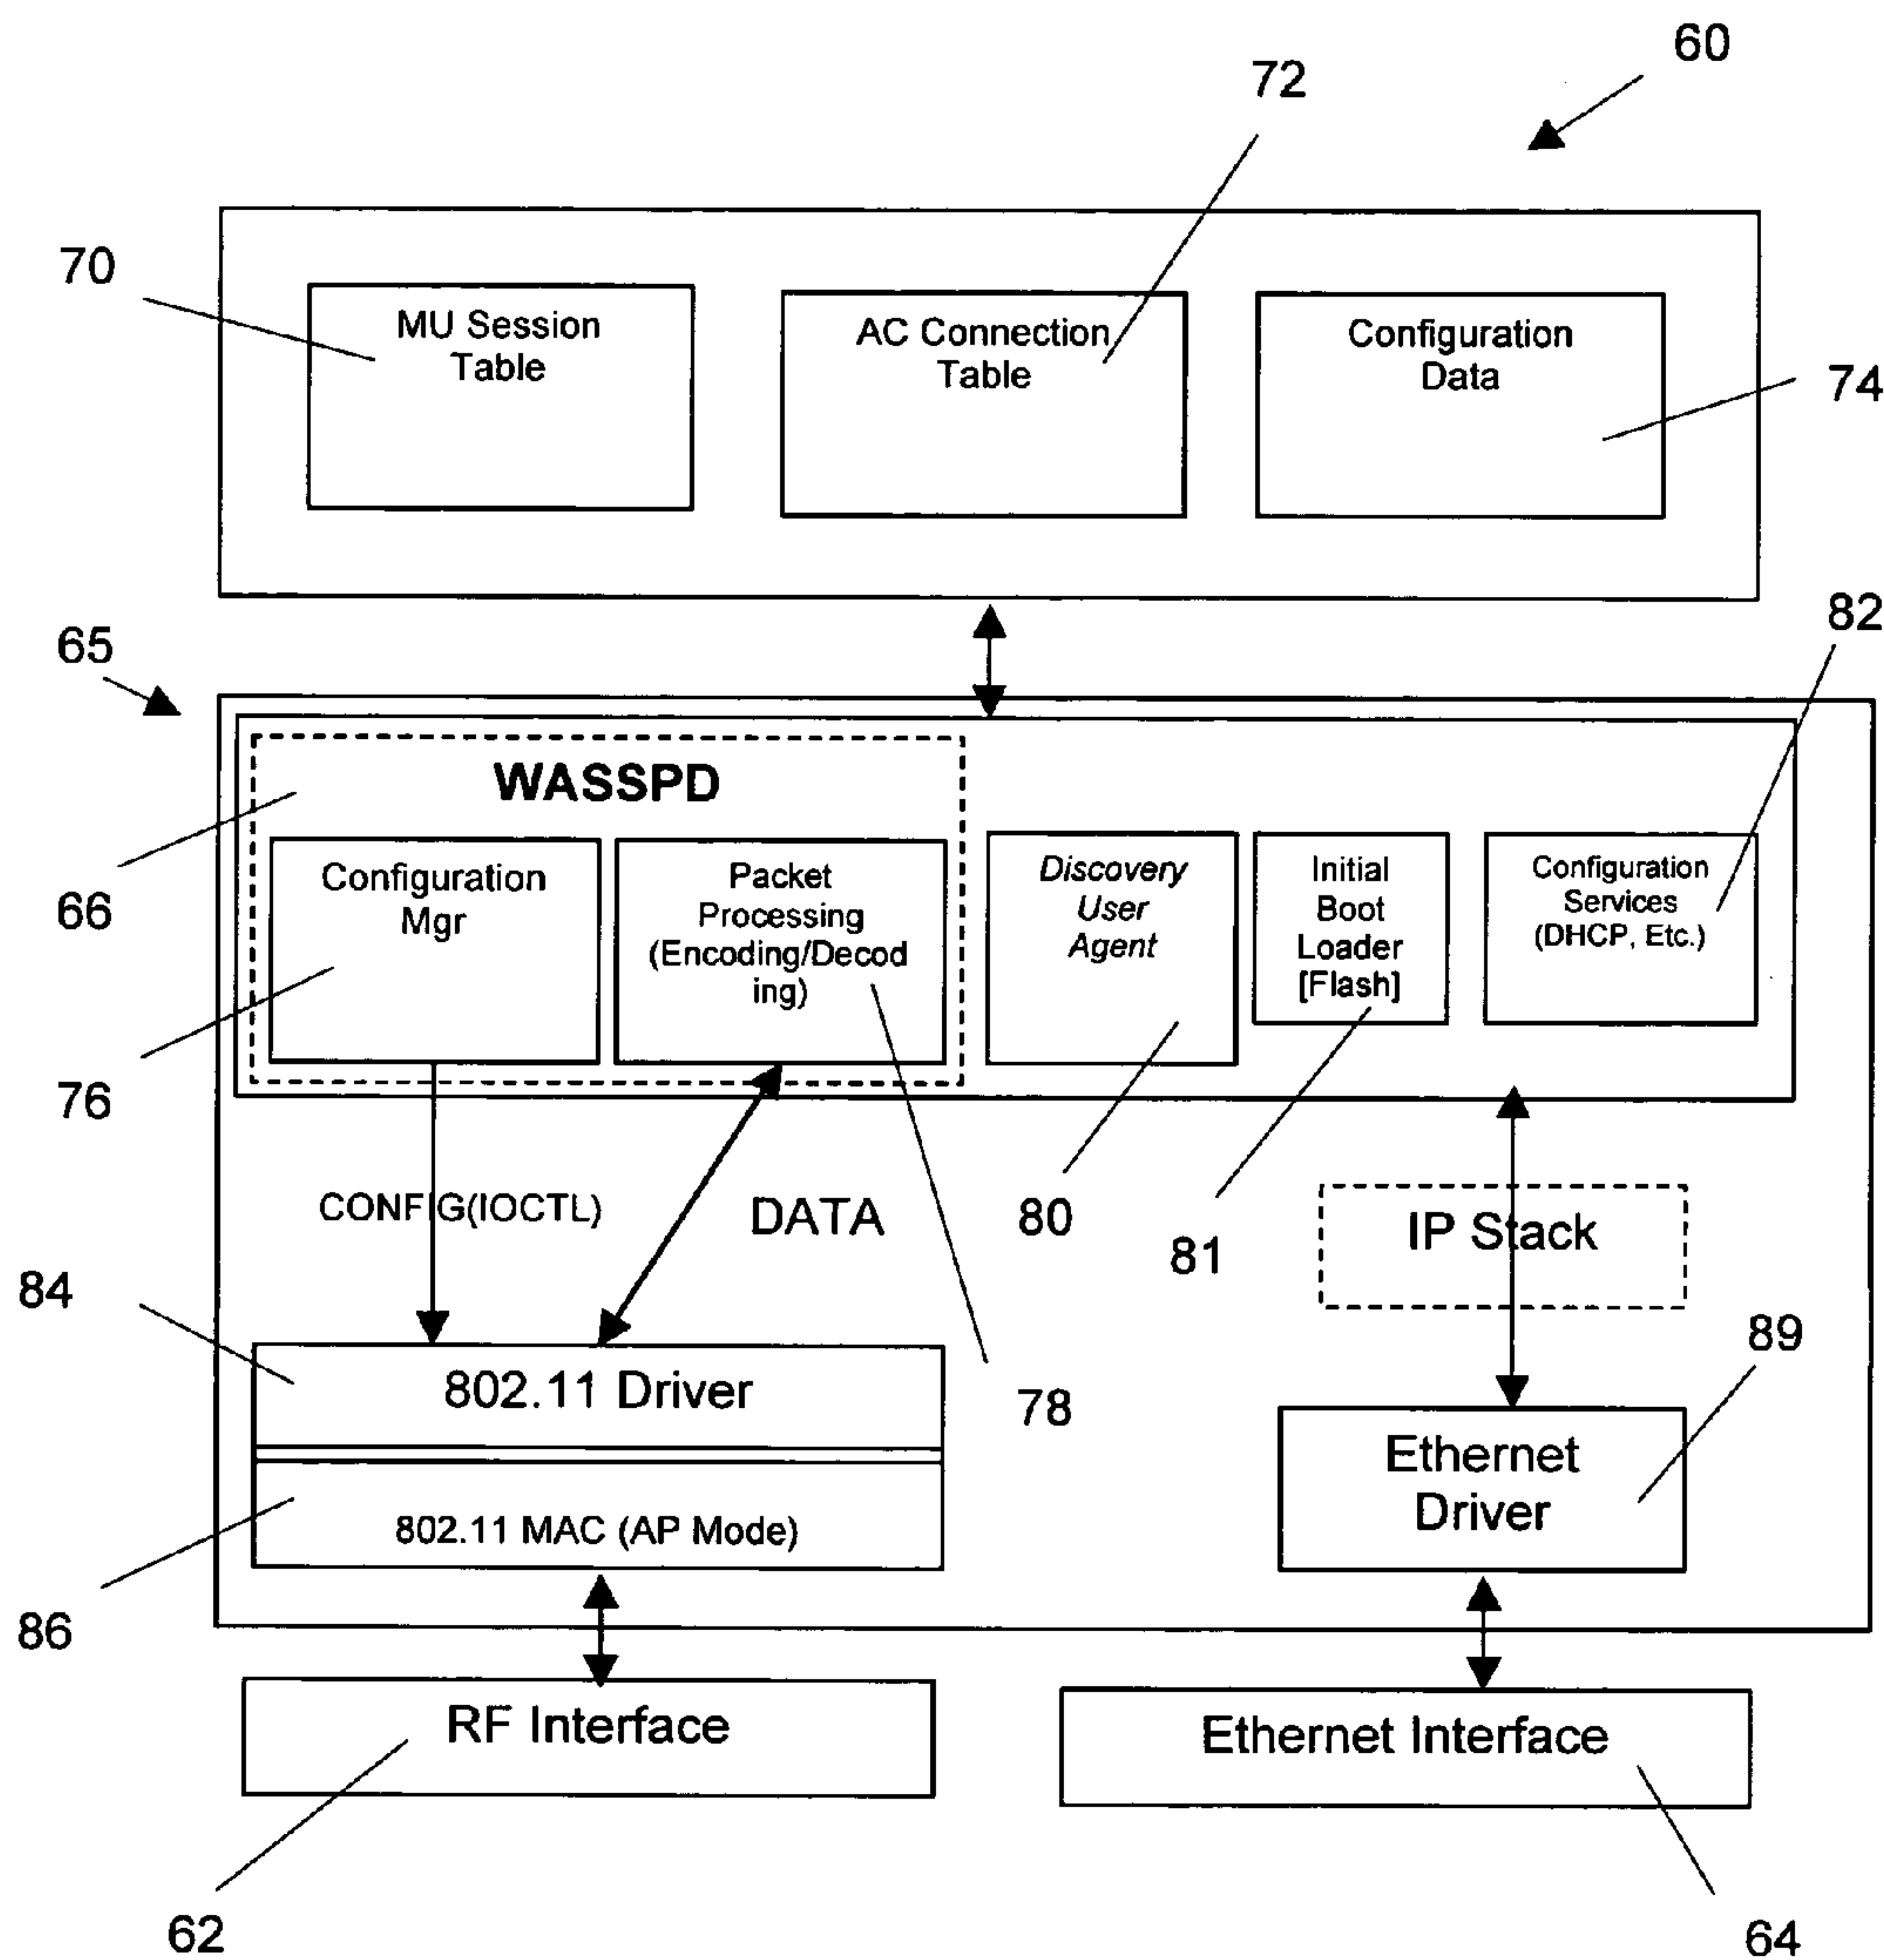 60
72
70
MU Session
Table
AC Connection
Table
Configuration
Data
74
82
65
WASSPD
66
Configuration
Mgr
Packet
Processing
(Encoding/Decod
ing)
Discovery
User
Agent
Initial
Boot
Loader
[Flash]
Configuration
Services
(DHCP, Etc.)
76
CONFIG(IOCTL)
DATA
80
81
IP Stack
84
802.11 Driver
78
89
Ethernet
Driver
802.11 MAC (AP Mode)
86
RF Interface
Ethernet Interface
62
64